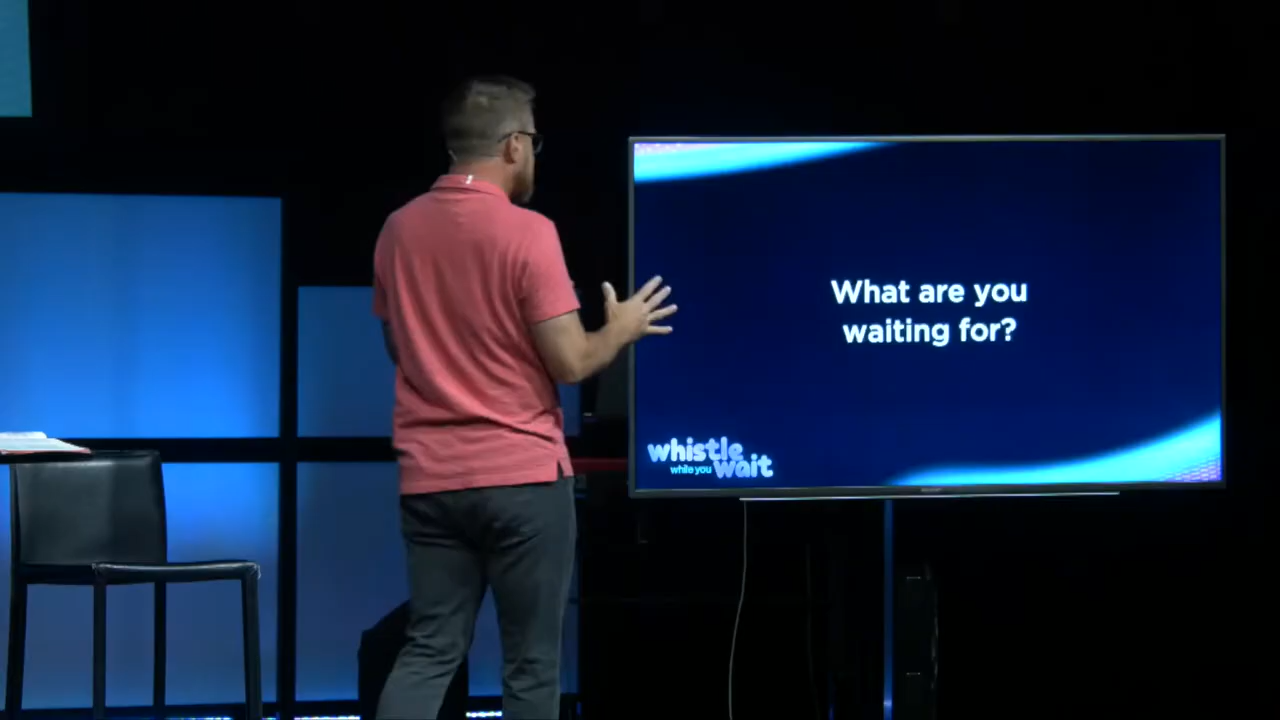 What are you
waiting for?
whistle
while you wait